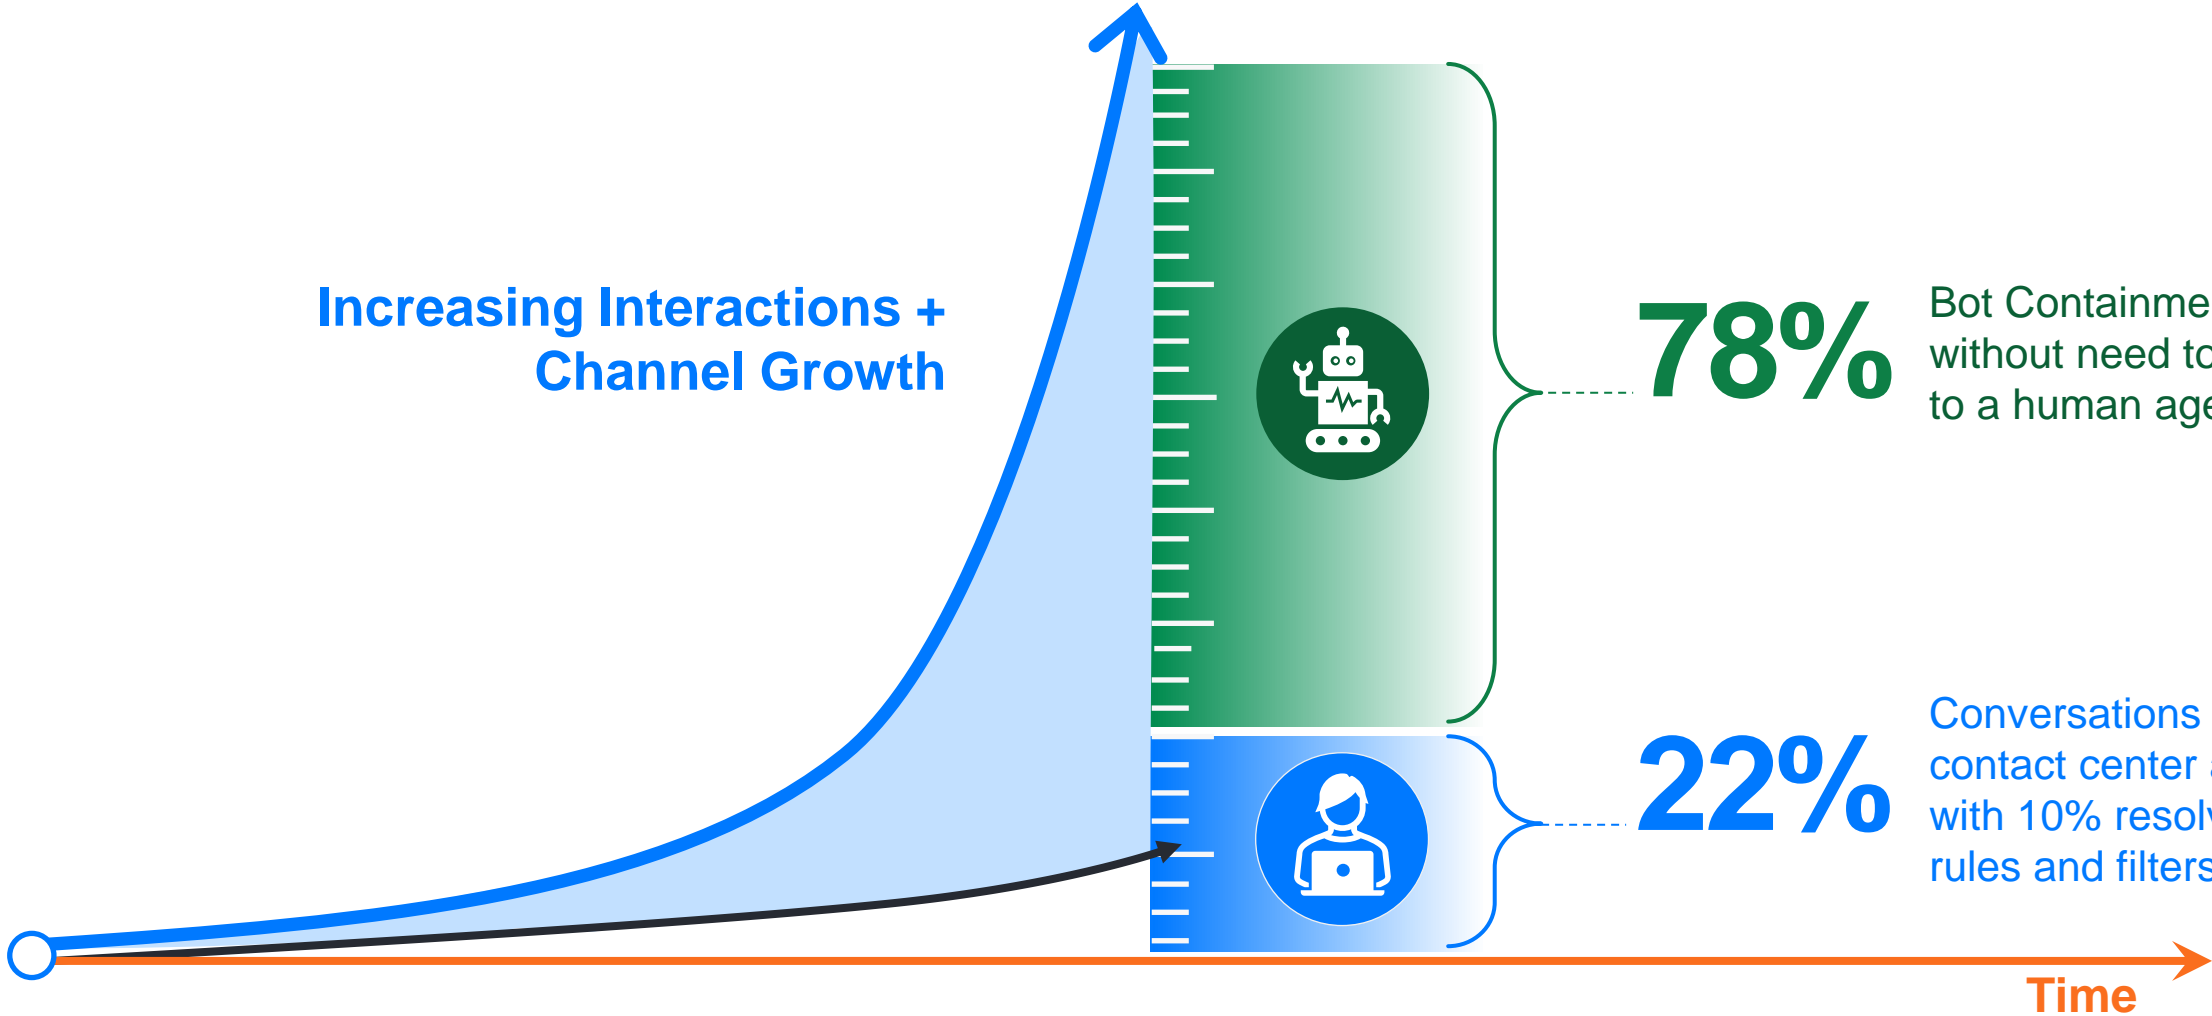 Increasing Interactions +
Channel Growth
78%
Bot Containme
without need to
to a human age
22%
Conversations
contact center a
with 10% resolv
rules and filters
Time